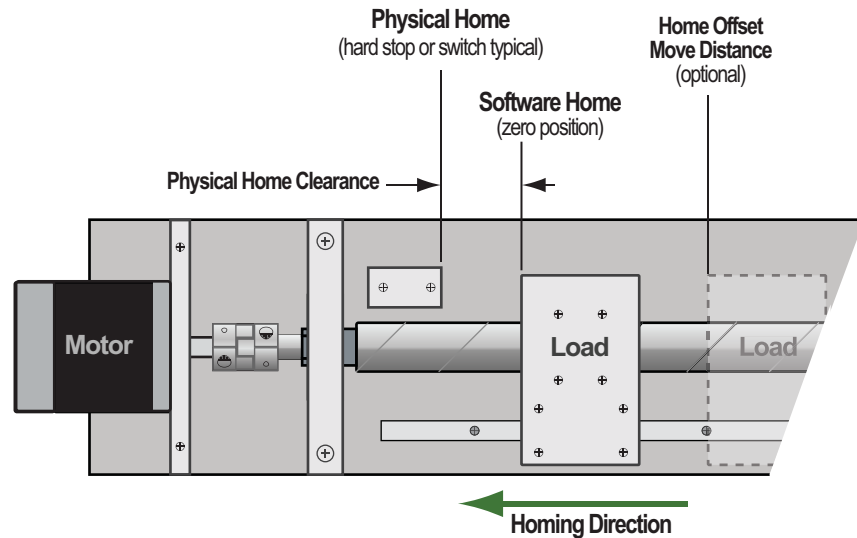 Physical Home
(hard stop or switch typical)
Home Offset
Move Distance
(optional)
Software Home
(zero position)
Physical Home Clearance
Motor
Load
Load
Homing Direction